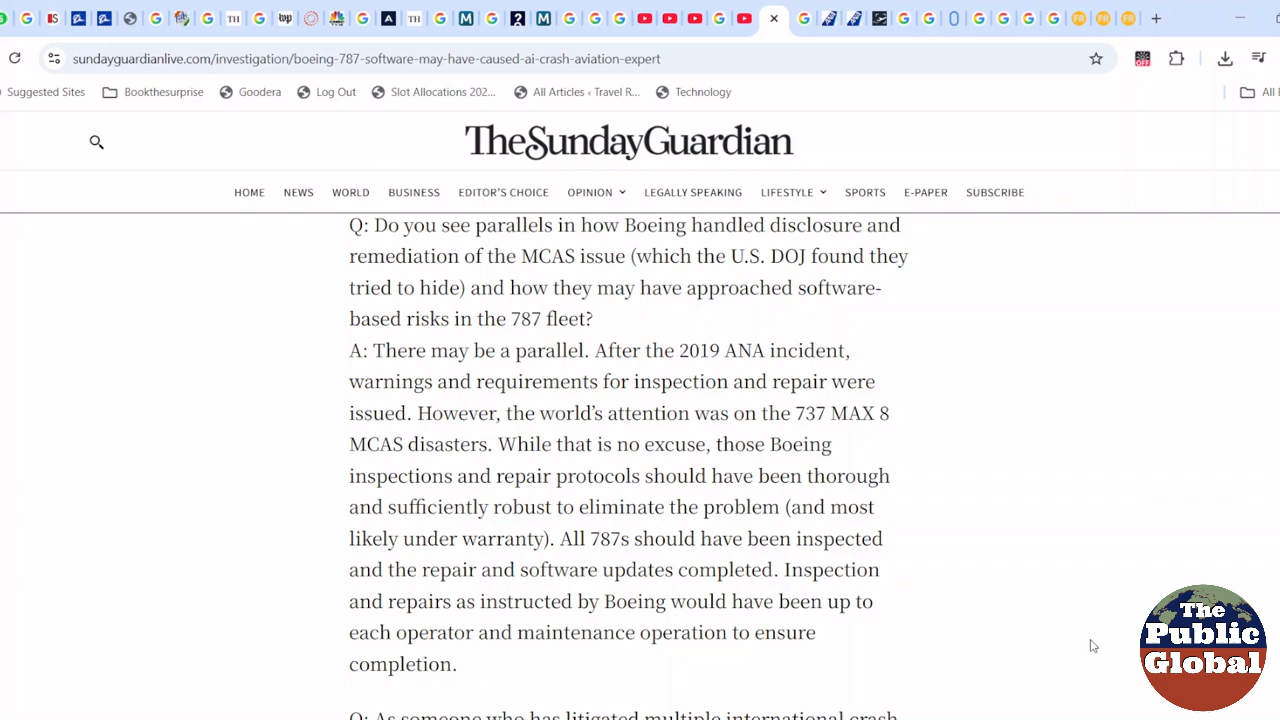 sundayguardianlive.com/investigation/boeing-787-software-may-have-caused-ai-crash-aviation-expert
Suggested Sites Bookthesurprise Goodera Log Out Slot Allocations 202... All Articles ‹ Travel R... Technology All
The Sunday Guardian
HOME NEWS WORLD BUSINESS EDITOR'S CHOICE OPINION LEGALLY SPEAKING LIFESTYLE SPORTS E-PAPER SUBSCRIBE
Q: Do you see parallels in how Boeing handled disclosure and
remediation of the MCAS issue (which the U.S. DOJ found they
tried to hide) and how they may have approached software-
based risks in the 787 fleet?
A: There may be a parallel. After the 2019 ANA incident,
warnings and requirements for inspection and repair were
issued. However, the world's attention was on the 737 MAX 8
MCAS disasters. While that is no excuse, those Boeing
inspections and repair protocols should have been thorough
and sufficiently robust to eliminate the problem (and most
likely under warranty). All 787s should have been inspected
and the repair and software updates completed. Inspection
and repairs as instructed by Boeing would have been up to
each operator and maintenance operation to ensure
completion.
Q: As someone who has litigated multiple international crash
The
Public
Global